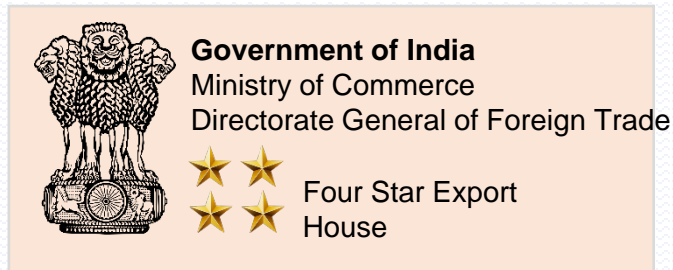 Government of India
Ministry of Commerce
Directorate General of Foreign Trade
Four Star Export
House